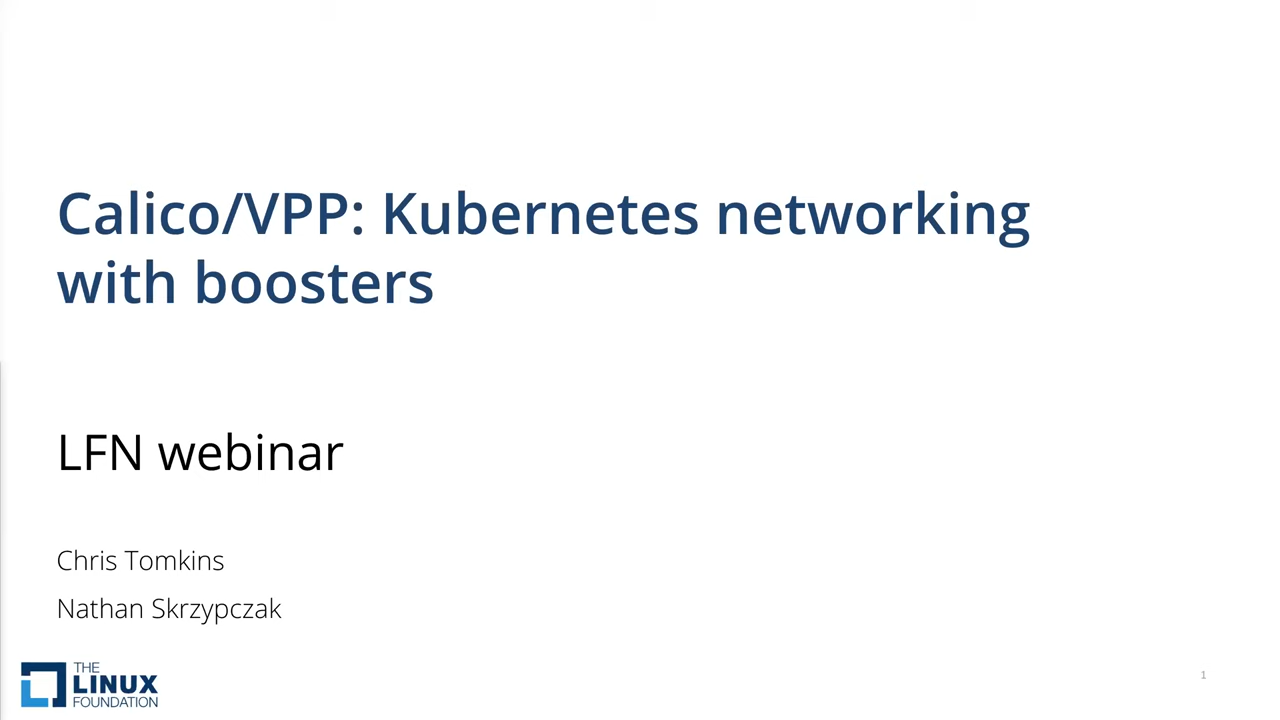 Calico/VPP: Kubernetes networking
with boosters
LFN webinar
Chris Tomkins
Nathan Skrzypczak
THE
LINUX
FOUNDATION
1